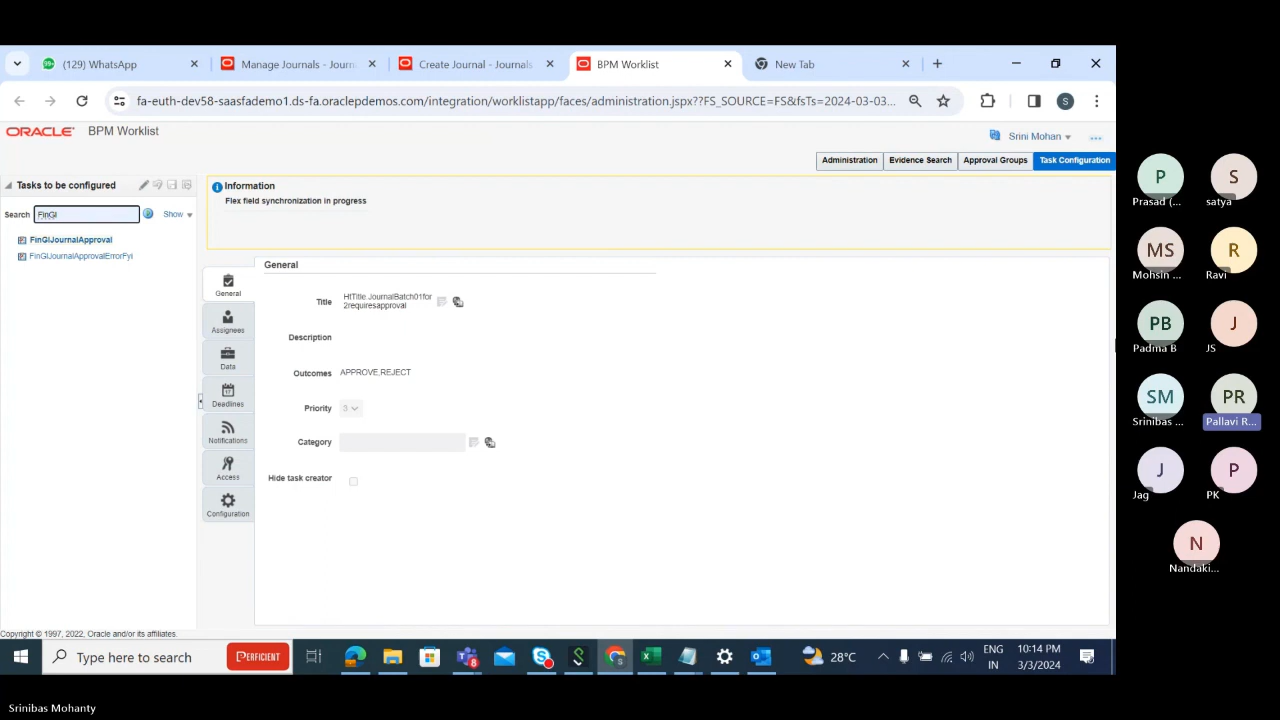 (129) WhatsApp
Manage Journals - Journ
Create Journal - Journals
BPM Worklist
New Tab
fa-euth-dev58-saasfademo1.ds-fa.oraclepdemos.com/integration/worklistapp/faces/administration.jspx??FS_SOURCE=FS&fsTs=2024-03-03...
S
ORACLE BPM Worklist
Srini Mohan
Administration Evidence Search Approval Groups Task Configuration
Tasks to be configured
Search FinGl Show
FinGlJournalApproval
FinGlJournalApprovalErrorFyi
Information
Flex field synchronization in progress
General
Assignees
Data
Deadlines
Notifications
Access
Configuration
General
Title HtTitle.JournalBatch01for
2requiresapproval
Description
Outcomes APPROVE,REJECT
Priority 3
Category
Hide task creator
Copyright © 1997, 2022, Oracle and/or its affiliates.
Type here to search
PERFICIENT
28°C
ENG
IN
10:14 PM
3/3/2024
P S
Prasad (... satya
MS R
Mohsin ... Ravi
PB J
Padma B JS
SM PR
Srinibas ... Pallavi R...
J P
Jag PK
N
Nandaki...
Srinibas Mohanty